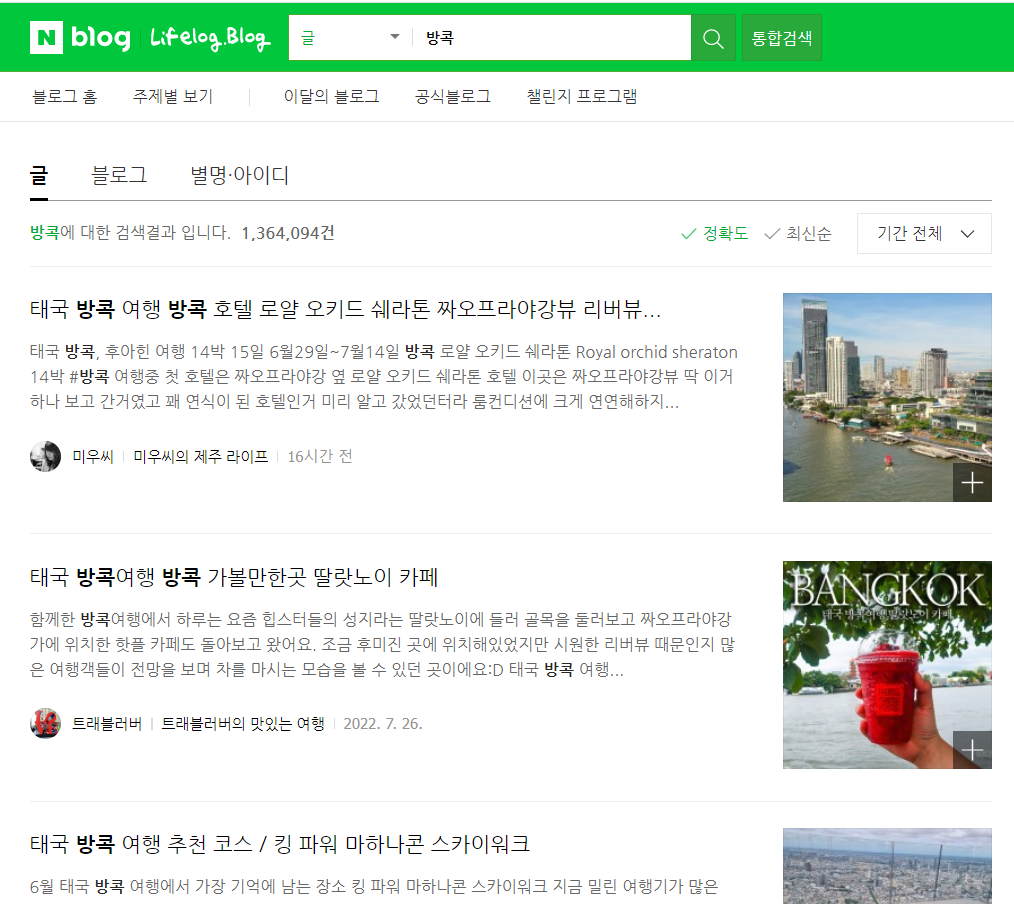 N blog Lifelog.Blog 글 방콕 통합검색
블로그 홈 주제별 보기 이달의 블로그 공식블로그 챌린지 프로그램
글 블로그 별명·아이디
방콕에 대한 검색결과 입니다. 1,364,094건 정확도 최신순 기간 전체
태국 방콕 여행 방콕 호텔 로얄 오키드 쉐라톤 짜오프라야강뷰 리버뷰...
태국 방콕, 후아힌 여행 14박 15일 6월29일~7월14일 방콕 로얄 오키드 쉐라톤 Royal orchid sheraton
14박 #방콕 여행중 첫 호텔은 짜오프라야강 옆 로얄 오키드 쉐라톤 호텔 이곳은 짜오프라야강뷰 딱 이거
하나 보고 간거였고 꽤 연식이 된 호텔인거 미리 알고 갔었던터라 룸컨디션에 크게 연연해하지...
미우씨 미우씨의 제주 라이프 16시간 전
태국 방콕여행 방콕 가볼만한곳 딸랏노이 카페
BANGKOK
태국 방콕여행 딸랏노이 카페
함께한 방콕여행에서 하루는 요즘 힙스터들의 성지라는 딸랏노이에 들러 골목을 둘러보고 짜오프라야강
가에 위치한 핫플 카페도 돌아보고 왔어요. 조금 후미진 곳에 위치해있었지만 시원한 리버뷰 때문인지 많
은 여행객들이 전망을 보며 차를 마시는 모습을 볼 수 있던 곳이에요:D 태국 방콕 여행...
트래블러버 트래블러버의 맛있는 여행 2022. 7. 26.
태국 방콕 여행 추천 코스 / 킹 파워 마하나콘 스카이워크
6월 태국 방콕 여행에서 가장 기억에 남는 장소 킹 파워 마하나콘 스카이워크 지금 밀린 여행기가 많은